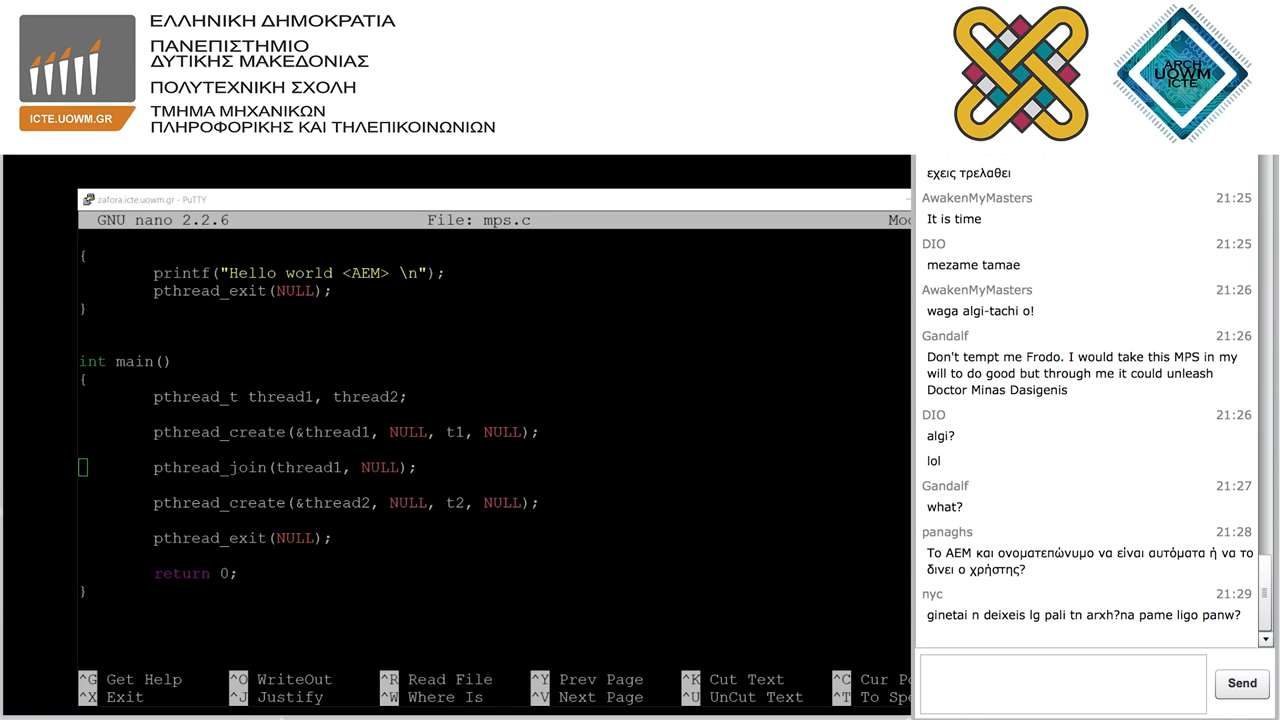 ΕΛΛΗΝΙΚΗ ΔΗΜΟΚΡΑΤΙΑ
ΠΑΝΕΠΙΣΤΗΜΙΟ
ΔΥΤΙΚΗΣ ΜΑΚΕΔΟΝΙΑΣ
ΠΟΛΥΤΕΧΝΙΚΗ ΣΧΟΛΗ
ΤΜΗΜΑ ΜΗΧΑΝΙΚΩΝ
ΠΛΗΡΟΦΟΡΙΚΗΣ ΚΑΙ ΤΗΛΕΠΙΚΟΙΝΩΝΙΩΝ
ICTE.UOWM.GR
ARCH
UOWM
ICTE
zafora.icte.uowm.gr - PuTTY
GNU nano 2.2.6 File: mps.c Mo
{
printf("Hello world <AEM> \n");
pthread_exit(NULL);
}
int main()
{
pthread_t thread1, thread2;
pthread_create(&thread1, NULL, t1, NULL);
pthread_join(thread1, NULL);
pthread_create(&thread2, NULL, t2, NULL);
pthread_exit(NULL);
return 0;
}
^G Get Help ^O WriteOut ^R Read File ^Y Prev Page ^K Cut Text ^C Cur Po
^X Exit ^J Justify ^W Where Is ^V Next Page ^U UnCut Text ^T To Spe
εχεις τρελαθει
AwakenMyMasters 21:25
It is time
DIO 21:25
mezame tamae
AwakenMyMasters 21:26
waga algi-tachi o!
Gandalf 21:26
Don't tempt me Frodo. I would take this MPS in my
will to do good but through me it could unleash
Doctor Minas Dasigenis
DIO 21:26
algi?
lol
Gandalf 21:27
what?
panaghs 21:28
Το ΑΕΜ και ονοματεπώνυμο να είναι αυτόματα ή να το
δινει ο χρήστης?
nyc 21:29
ginetai n deixeis lg pali tn arxh?na pame ligo panw?
Send